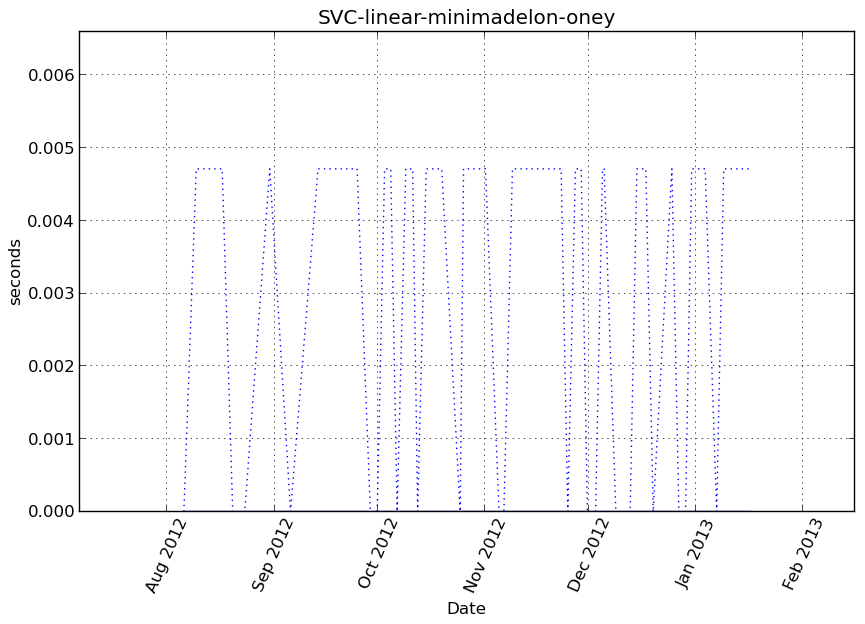 SVC-linear-minimadelon-oney
0.006
0.005
0.004
0.003
0.002
0.001
0.000
seconds
Aug 2012
Sep 2012
Oct 2012
Nov 2012
Dec 2012
Jan 2013
Feb 2013
Date